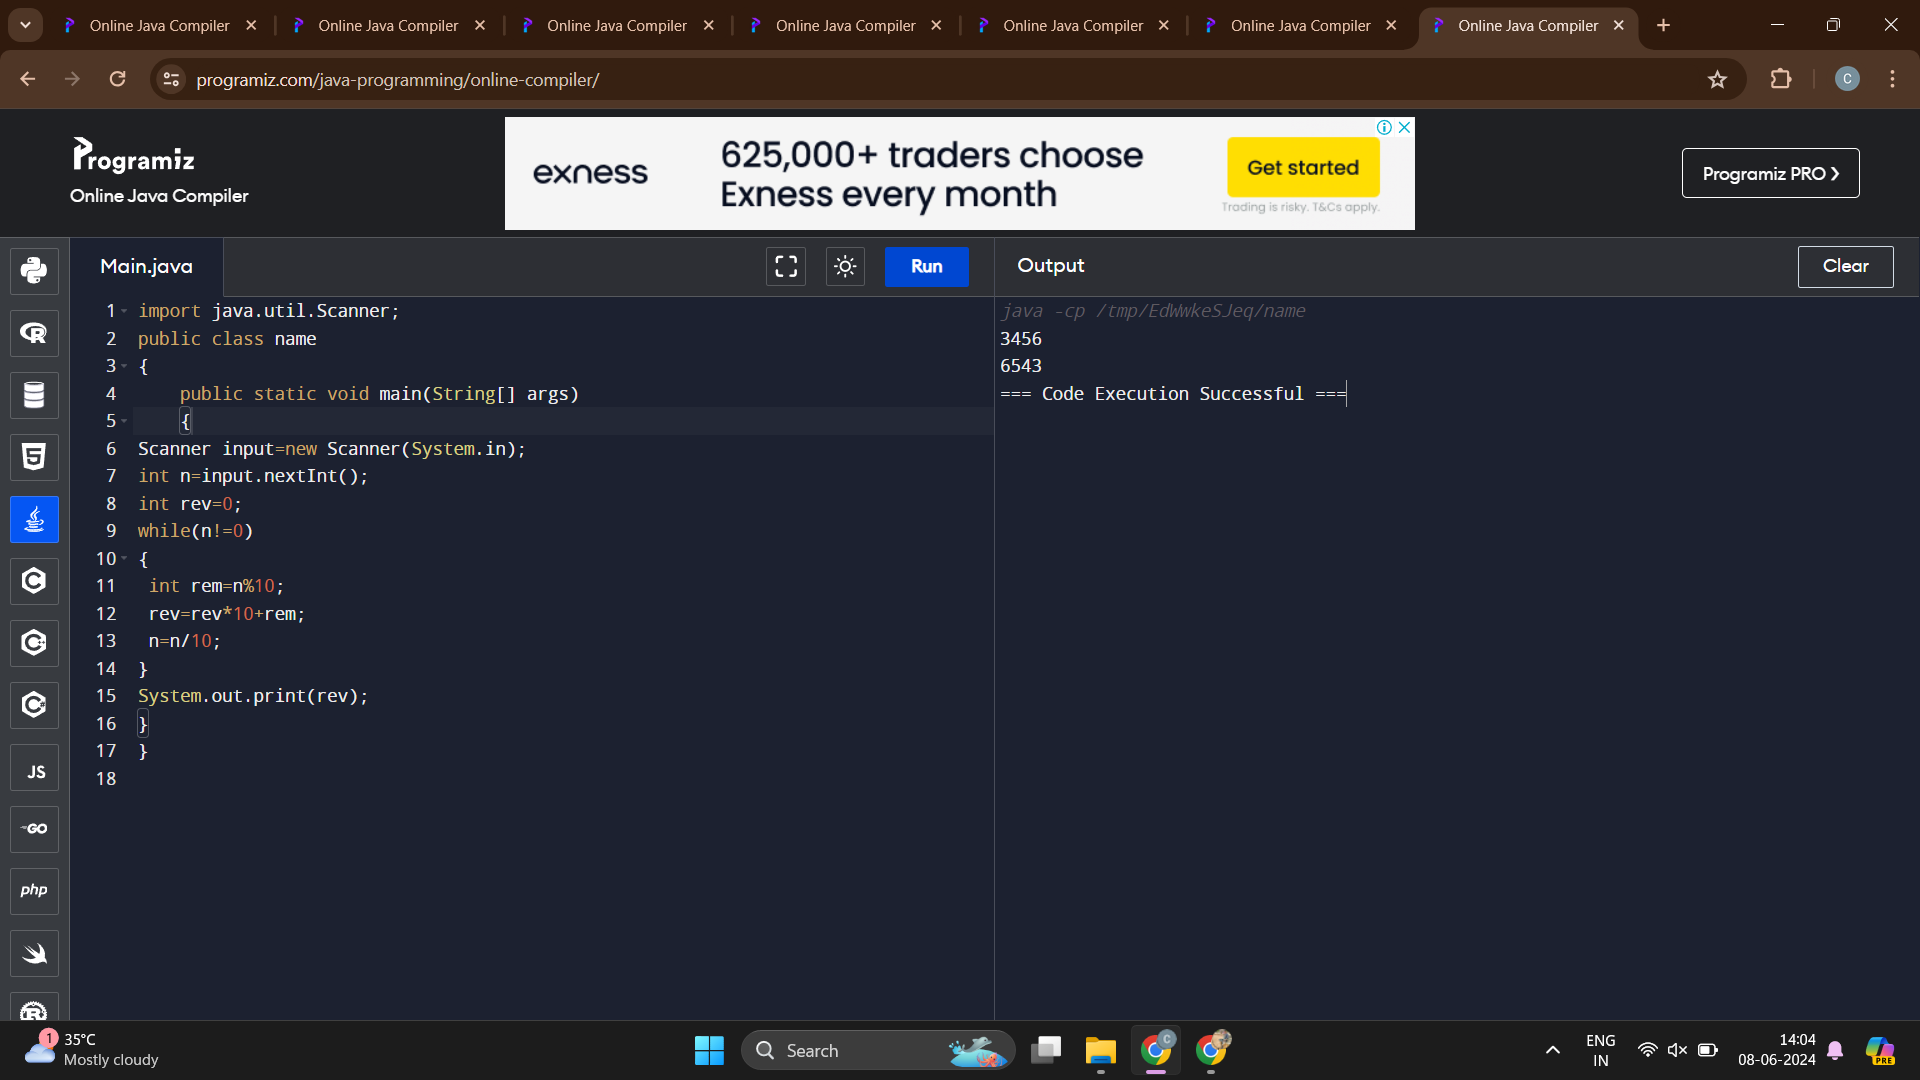 Online Java Compiler
Online Java Compiler
Online Java Compiler
Online Java Compiler
Online Java Compiler
Online Java Compiler
Online Java Compiler
programiz.com/java-programming/online-compiler/
C
Programiz
Online Java Compiler
exness
625,000+ traders choose
Exness every month
Get started
Trading is risky. T&Cs apply.
Programiz PRO
Main.java
Run
Output
Clear
1 import java.util.Scanner;
2 public class name
3 {
4     public static void main(String[] args)
5     {
6 Scanner input=new Scanner(System.in);
7 int n=input.nextInt();
8 int rev=0;
9 while(n!=0)
10 {
11  int rem=n%10;
12  rev=rev*10+rem;
13  n=n/10;
14 }
15 System.out.print(rev);
16 }
17 }
18
java -cp /tmp/EdWwkeSJeq/name
3456
6543
=== Code Execution Successful ===
R
5
C
C
C
JS
GO
php
R
1
35°C
Mostly cloudy
Search
C
ENG
IN
14:04
08-06-2024
PRE